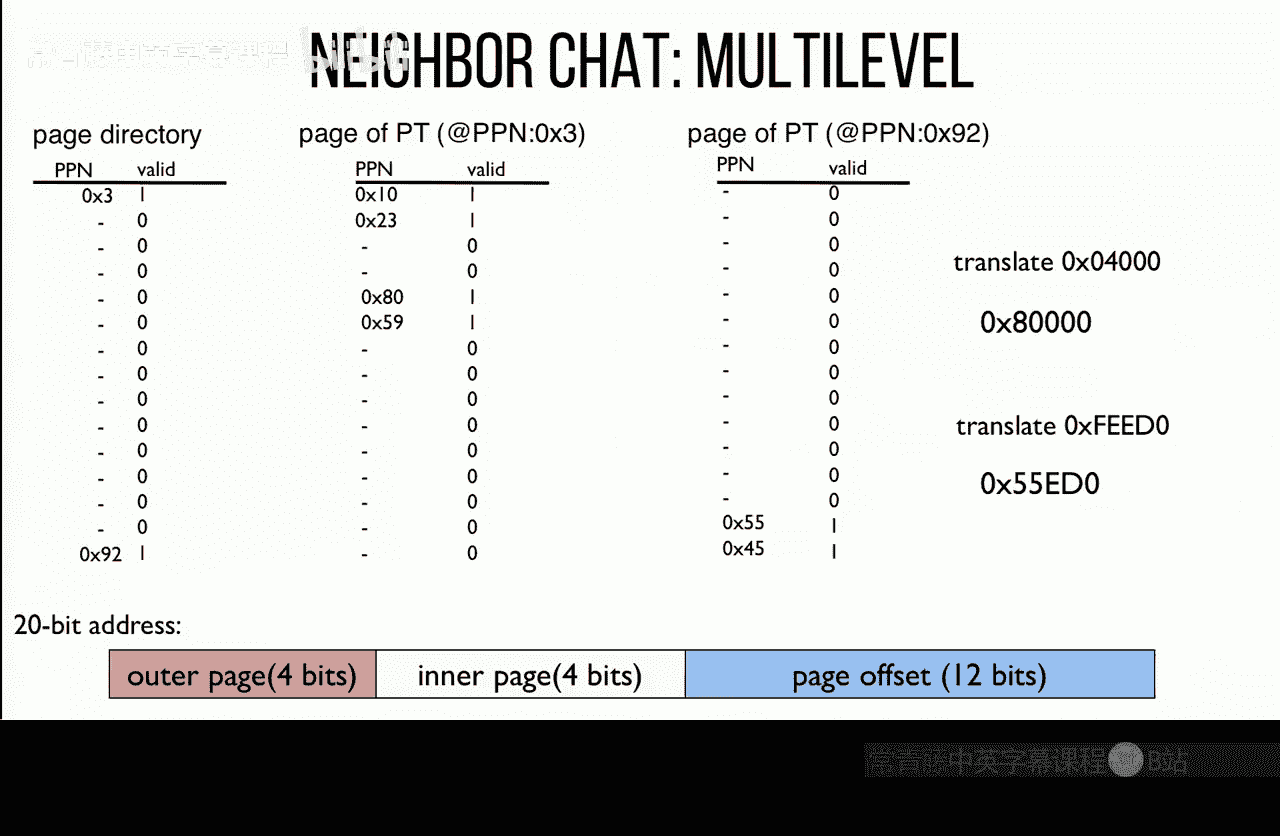 NEIGHBOR CHAT: MULTILEVEL
page directory page of PT (@PPN:0x3) page of PT (@PPN:0x92)
PPN valid PPN valid PPN valid
0x3 1 0x10 1 - 0
- 0 0x23 1 - 0
- 0 - 0 - 0
- 0 - 0 - 0
- 0 0x80 1 - 0
- 0 0x59 1 - 0
- 0 - 0 - 0
- 0 - 0 - 0
- 0 - 0 - 0
- 0 - 0 - 0
- 0 - 0 - 0
- 0 - 0 - 0
- 0 - 0 - 0
- 0 - 0 0x55 1
0x92 1 - 0 0x45 1
translate 0x04000
0x80000
translate 0xFEED0
0x55ED0
20-bit address:
outer page(4 bits) inner page(4 bits) page offset (12 bits)
中英字幕课程 B站